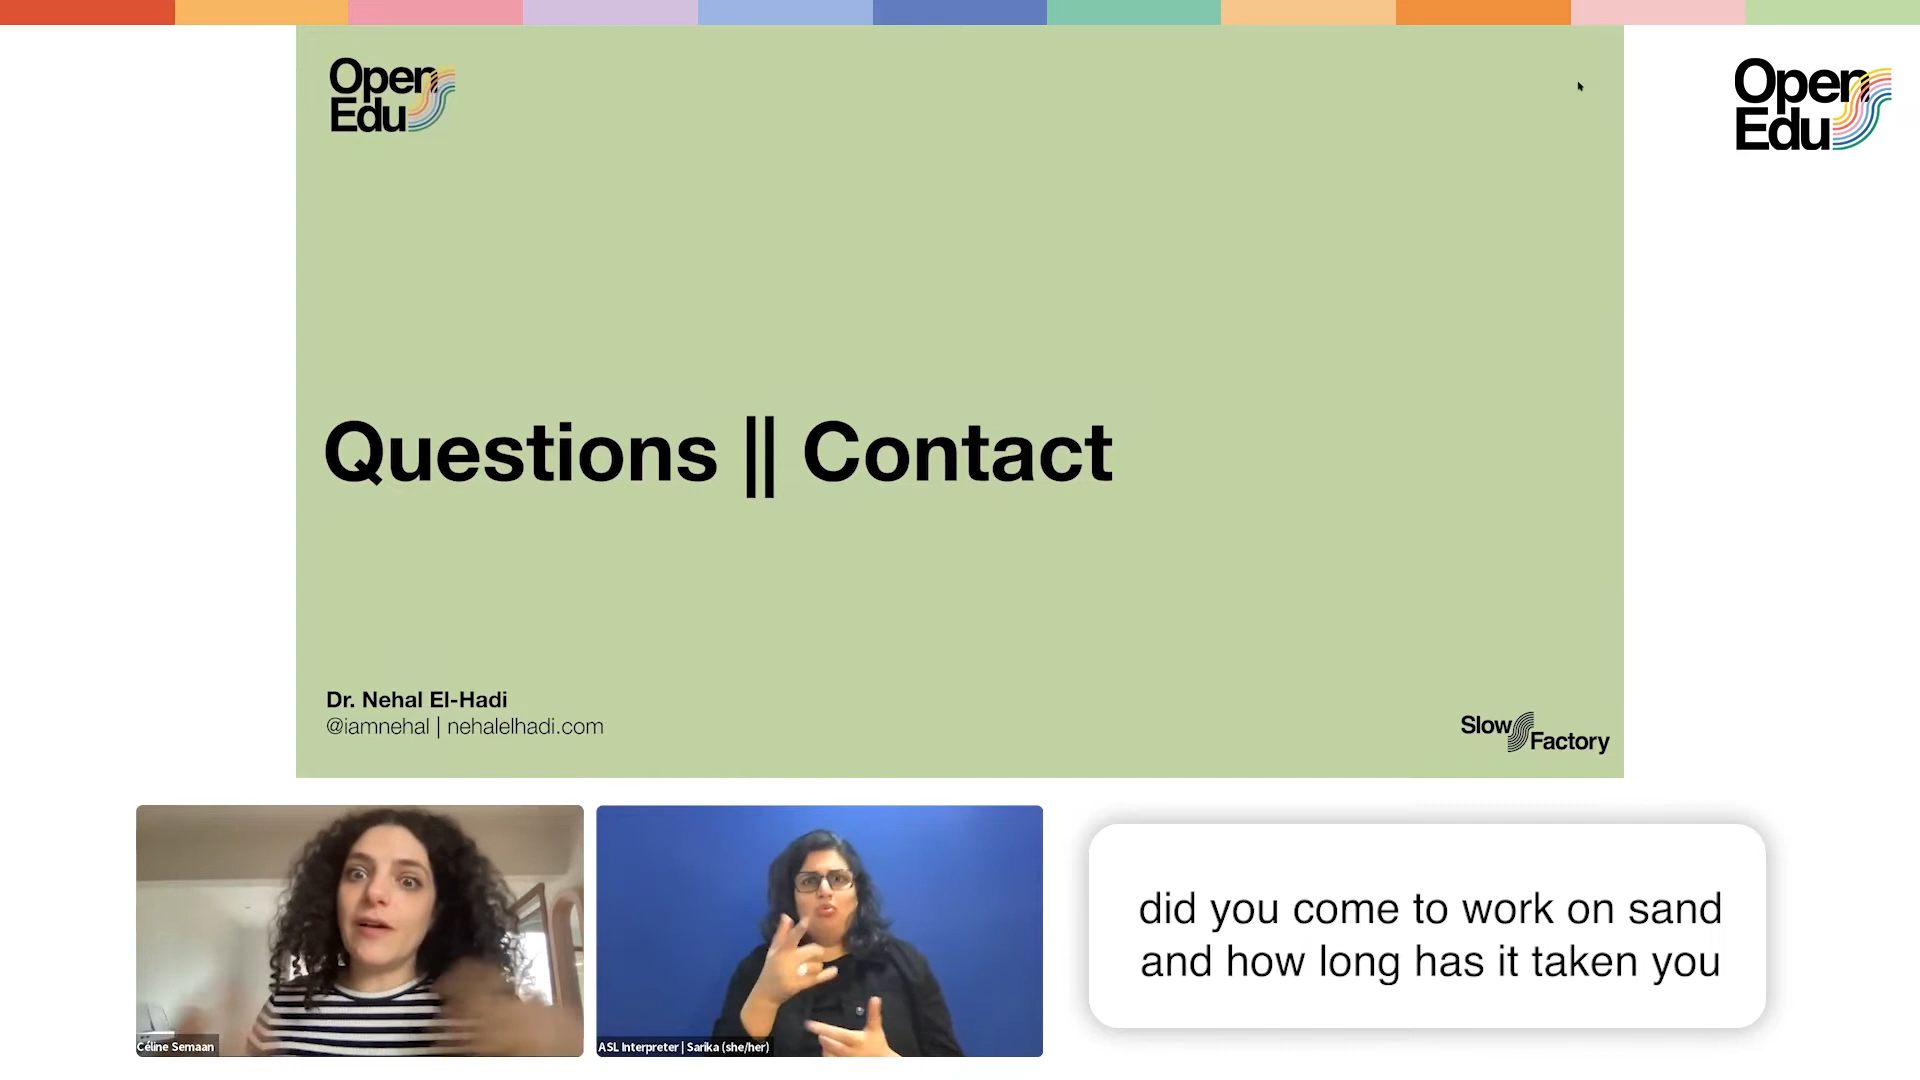 Open
Edu
Open
Edu
Questions || Contact
Dr. Nehal El-Hadi
@iamnehal | nehalelhadi.com
Slow
Factory
Céline Semaan
ASL Interpreter | Sarika (she/her)
did you come to work on sand
and how long has it taken you